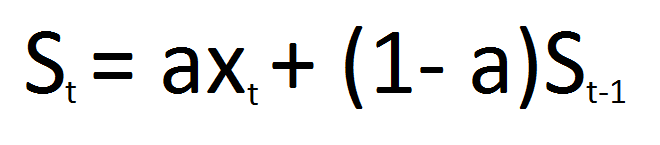 Sₜ = axₜ + (1- a)Sₜ₋₁